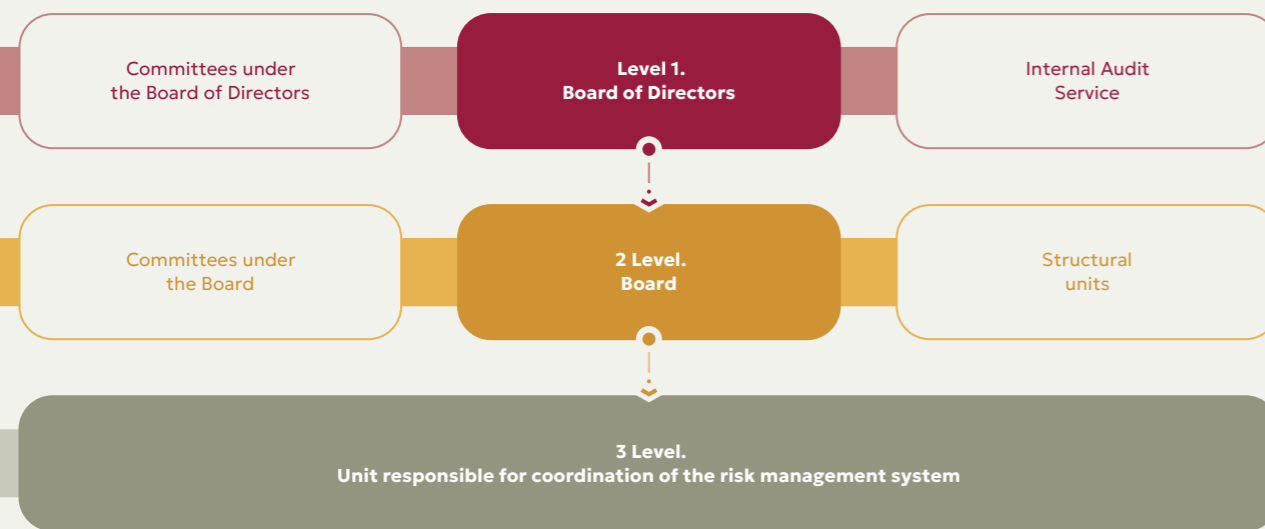 Committees under
the Board of Directors
Level 1.
Board of Directors
Internal Audit
Service
Committees under
the Board
2 Level.
Board
Structural
units
3 Level.
Unit responsible for coordination of the risk management system